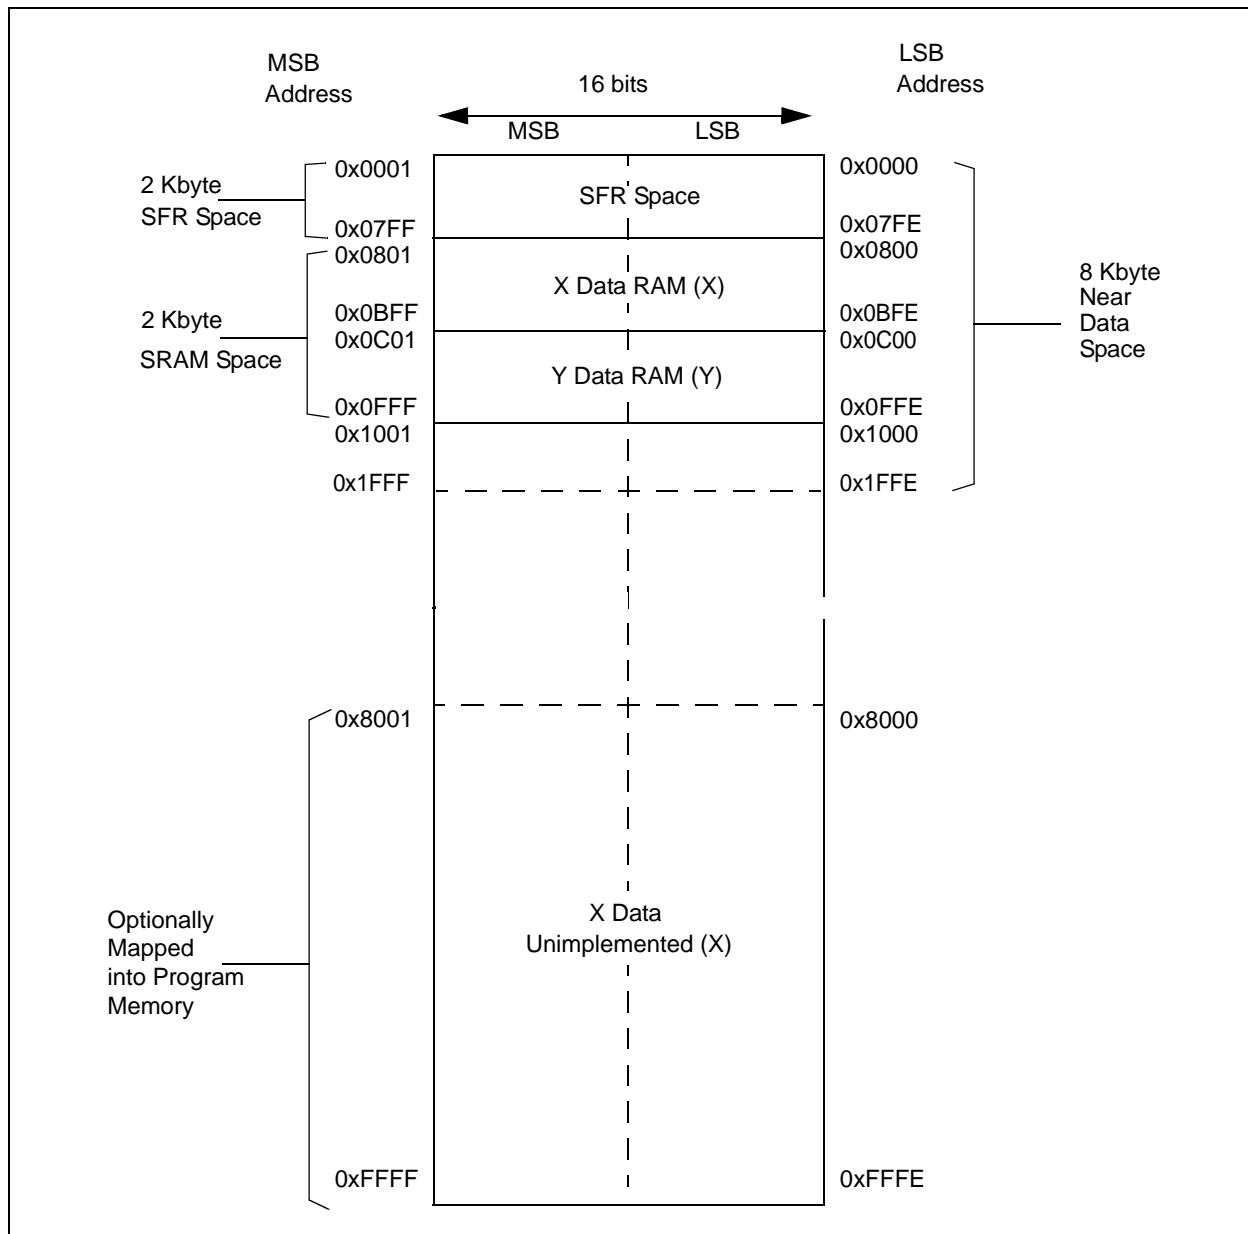 MSB
Address
LSB
Address
16 bits
MSB
LSB
2 Kbyte
SFR Space
0x0001
0x07FF
SFR Space
0x0000
0x07FE
2 Kbyte
SRAM Space
0x0801
0x0BFF
0x0C01
0x0FFF
X Data RAM (X)
Y Data RAM (Y)
0x0800
0x0BFE
0x0C00
0x0FFE
0x1001
0x1FFF
0x1000
0x1FFE
8 Kbyte
Near
Data
Space
0x8001
0x8000
Optionally
Mapped
into Program
Memory
X Data
Unimplemented (X)
0xFFFF
0xFFFE